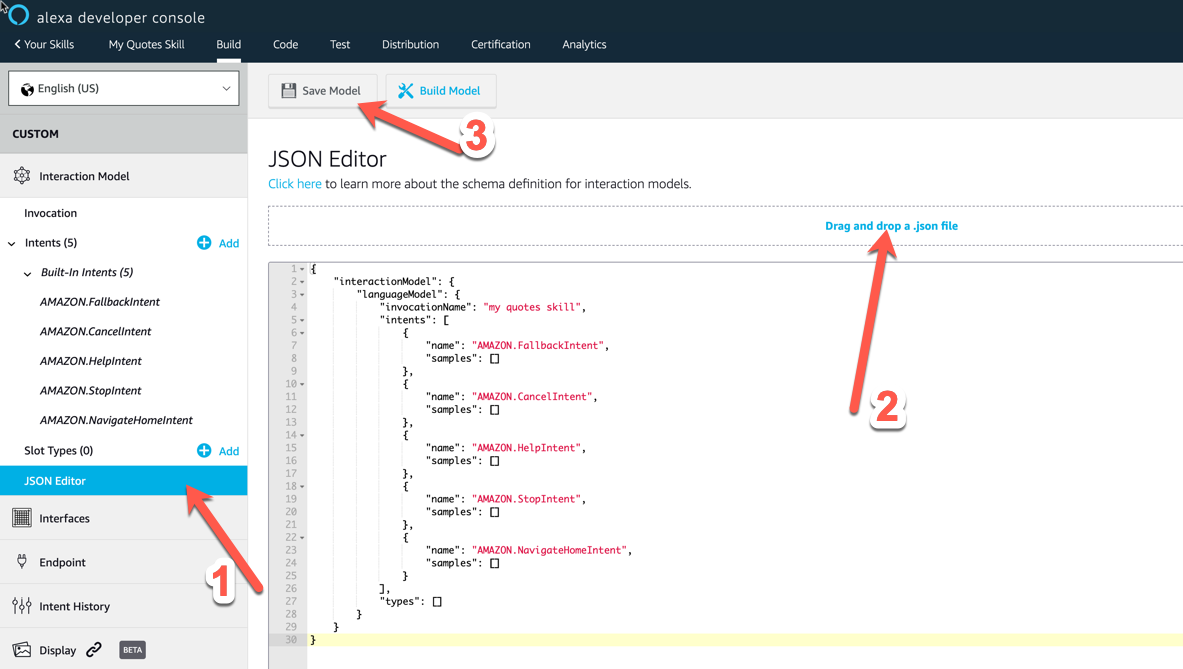 alexa developer console
Your Skills My Quotes Skill Build Code Test Distribution Certification Analytics
English (US)
CUSTOM
Interaction Model
Invocation
Intents (5) Add
Built-In Intents (5)
AMAZON.FallbackIntent
AMAZON.CancelIntent
AMAZON.HelpIntent
AMAZON.StopIntent
AMAZON.NavigateHomeIntent
Slot Types (0) Add
JSON Editor
1
Interfaces
Endpoint
Intent History
Display BETA
Save Model Build Model
3
JSON Editor
Click here to learn more about the schema definition for interaction models.
Drag and drop a .json file
2
1 {
2 "interactionModel": {
3 "languageModel": {
4 "invocationName": "my quotes skill",
5 "intents": [
6 {
7 "name": "AMAZON.FallbackIntent",
8 "samples": []
9 },
10 {
11 "name": "AMAZON.CancelIntent",
12 "samples": []
13 },
14 {
15 "name": "AMAZON.HelpIntent",
16 "samples": []
17 },
18 {
19 "name": "AMAZON.StopIntent",
20 "samples": []
21 },
22 {
23 "name": "AMAZON.NavigateHomeIntent",
24 "samples": []
25 }
26 ],
27 "types": []
28 }
29 }
30 }